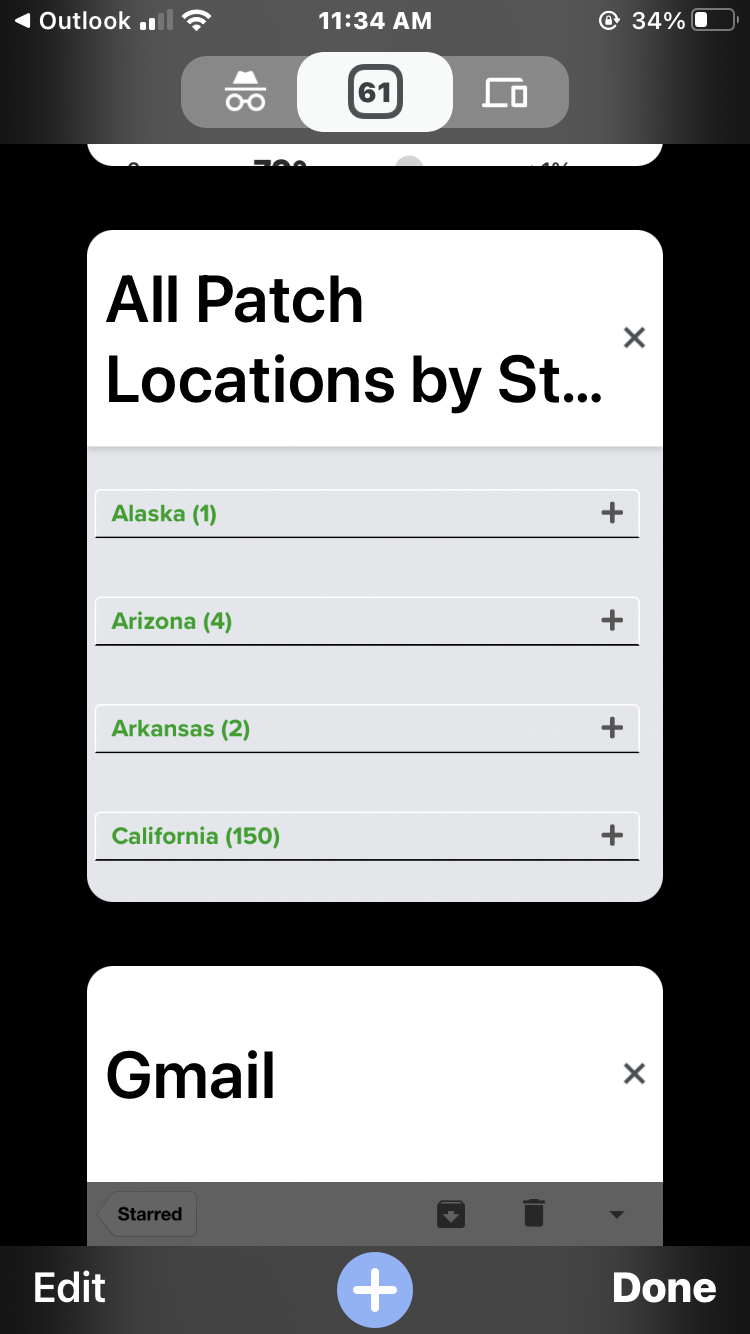 Outlook 11:34 AM 34%
61
All Patch
Locations by St...
Alaska (1)
Arizona (4)
Arkansas (2)
California (150)
Gmail
Starred
Edit Done